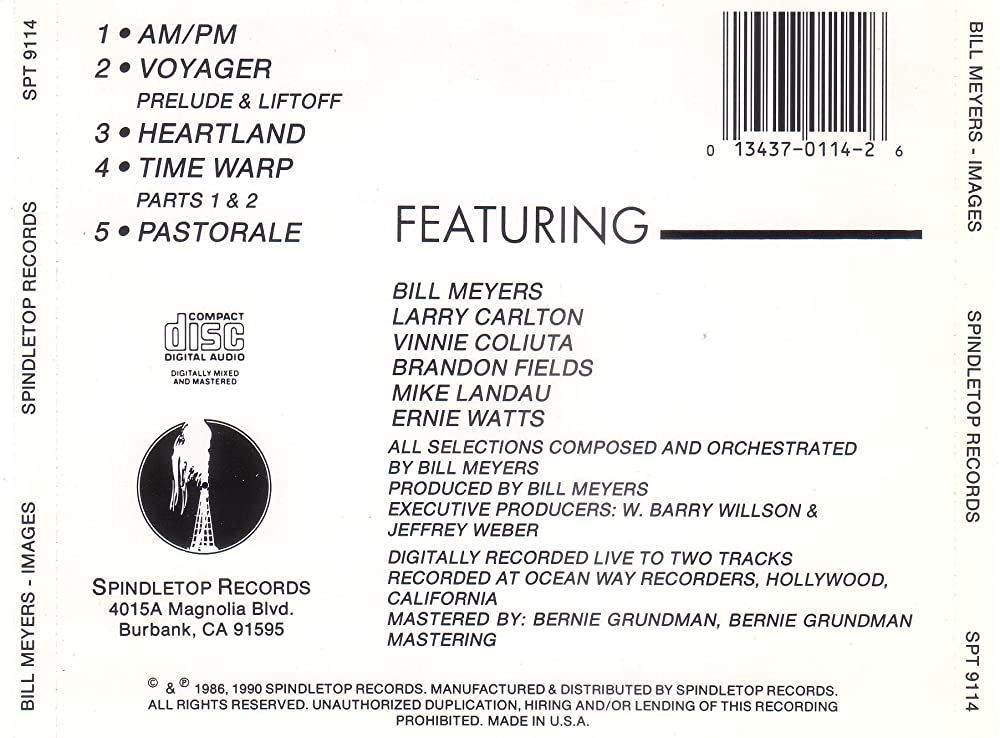 SPT 9114
SPINDLETOP RECORDS
BILL MEYERS - IMAGES
1 • AM/PM
2 • VOYAGER
PRELUDE & LIFTOFF
3 • HEARTLAND
4 • TIME WARP
PARTS 1 & 2
5 • PASTORALE
0 13437-0114-2 6
FEATURING
BILL MEYERS
LARRY CARLTON
VINNIE COLIUTA
BRANDON FIELDS
MIKE LANDAU
ERNIE WATTS
ALL SELECTIONS COMPOSED AND ORCHESTRATED
BY BILL MEYERS
PRODUCED BY BILL MEYERS
EXECUTIVE PRODUCERS: W. BARRY WILLSON &
JEFFREY WEBER
DIGITALLY RECORDED LIVE TO TWO TRACKS
RECORDED AT OCEAN WAY RECORDERS, HOLLYWOOD,
CALIFORNIA
MASTERED BY: BERNIE GRUNDMAN, BERNIE GRUNDMAN
MASTERING
COMPACT
disc
DIGITAL AUDIO
DIGITALLY MIXED
AND MASTERED
SPINDLETOP RECORDS
4015A Magnolia Blvd.
Burbank, CA 91595
© & ℗ 1986, 1990 SPINDLETOP RECORDS. MANUFACTURED & DISTRIBUTED BY SPINDLETOP RECORDS.
ALL RIGHTS RESERVED. UNAUTHORIZED DUPLICATION, HIRING AND/OR LENDING OF THIS RECORDING
PROHIBITED. MADE IN U.S.A.
BILL MEYERS - IMAGES
SPINDLETOP RECORDS
SPT 9114